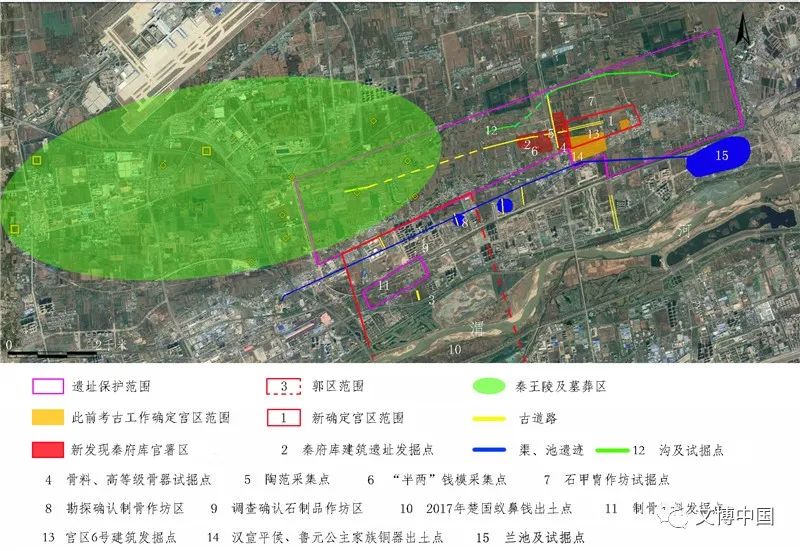 7
1
5
12
2
6
4
13
14
15
8
9
11
3
河
渭
10
0 2千米
遗址保护范围 3 郭区范围 秦王陵及墓葬区
此前考古工作确定宫区范围 1 新确定宫区范围 古道路
新发现秦府库官署区 2 秦府库建筑遗址发掘点 渠、池遗迹 12 沟及试掘点
4 骨料、高等级骨器试掘点 5 陶范采集点 6 “半两”钱模采集点 7 石甲胄作坊试掘点
8 勘探确认制骨作坊区 9 调查确认石制品作坊区 10 2017年楚国蚁鼻钱出土点 11 制骨 发掘点
13 宫区6号建筑发掘点 14 汉宣平侯、鲁元公主家族铜器出土点 15 兰池及试掘点
文博中国